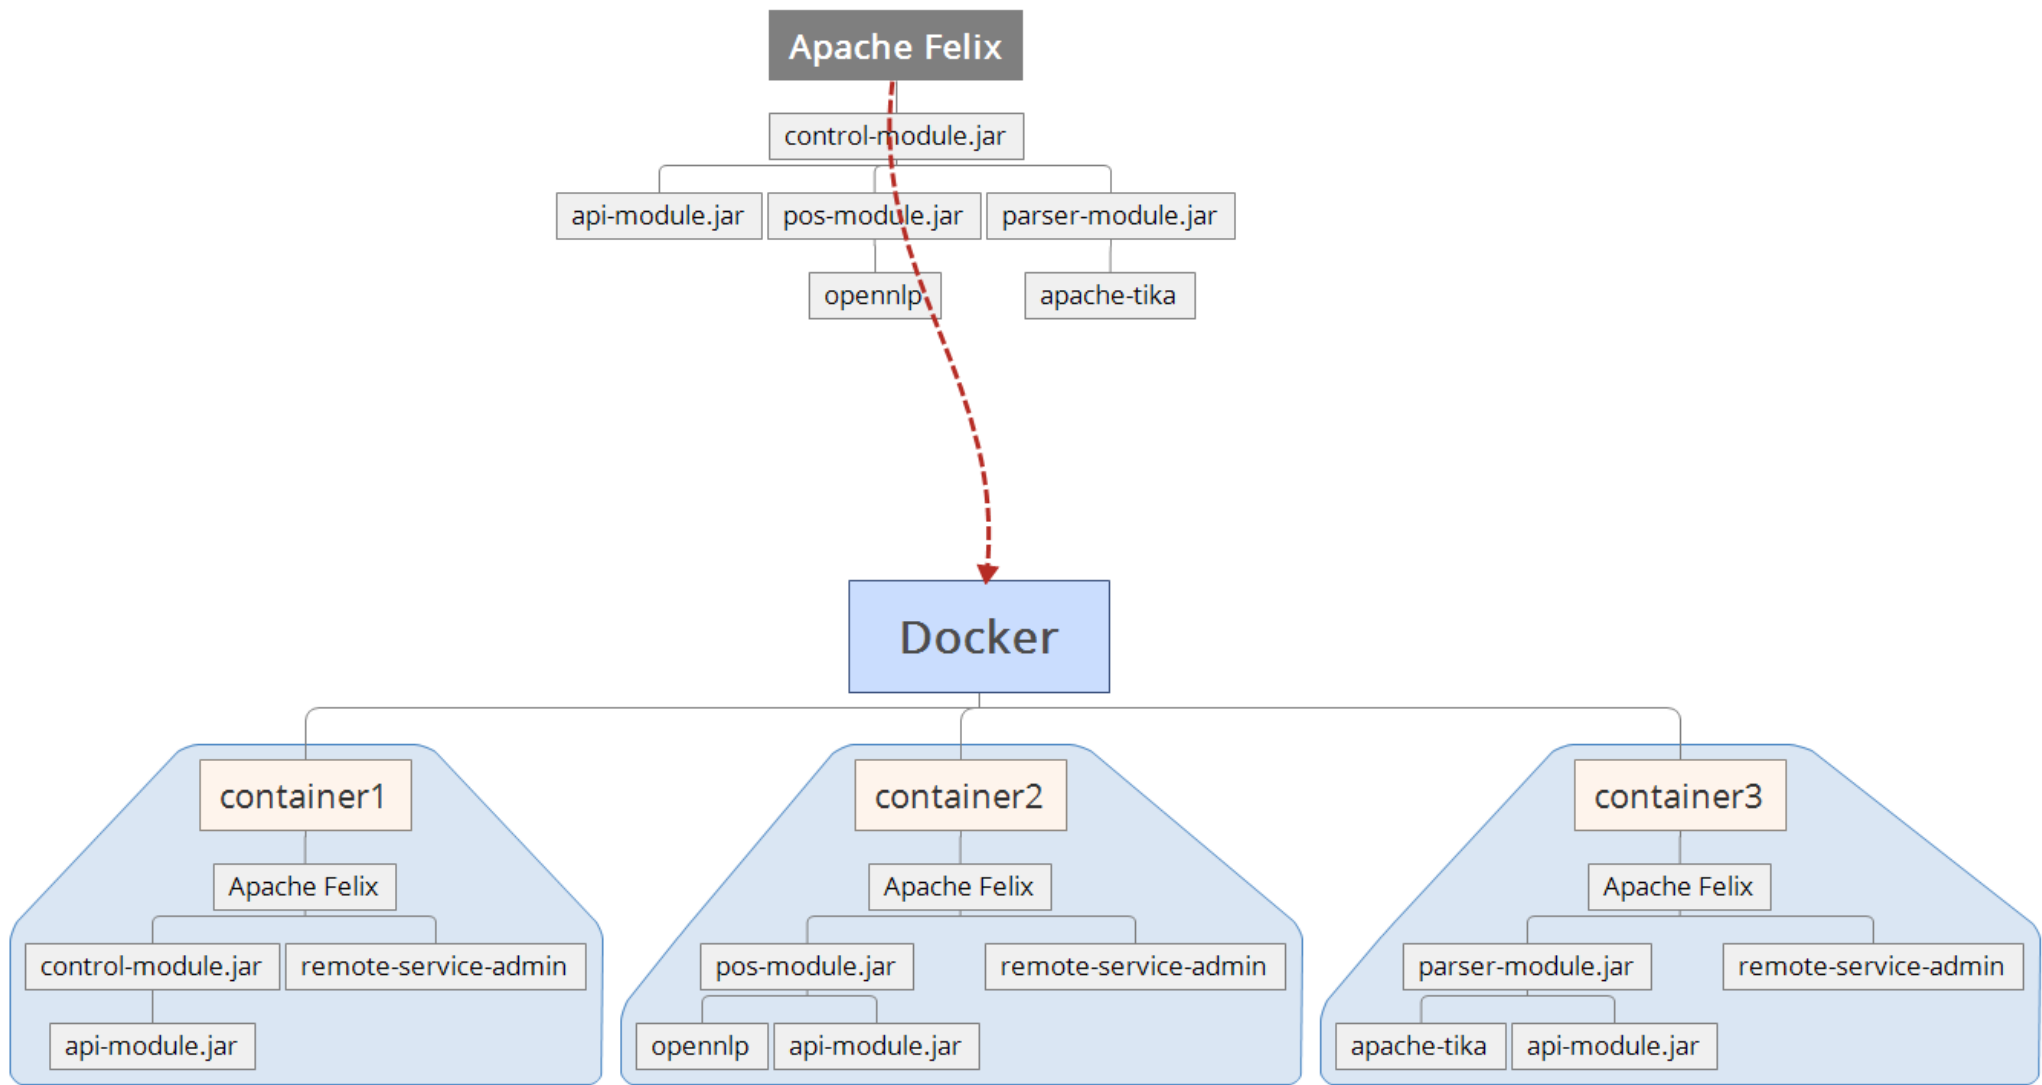 Apache Felix
control-module.jar
api-module.jar
pos-module.jar
parser-module.jar
opennlp
apache-tika
Docker
container1
container2
container3
Apache Felix
Apache Felix
Apache Felix
control-module.jar
remote-service-admin
pos-module.jar
remote-service-admin
parser-module.jar
remote-service-admin
api-module.jar
opennlp
api-module.jar
apache-tika
api-module.jar